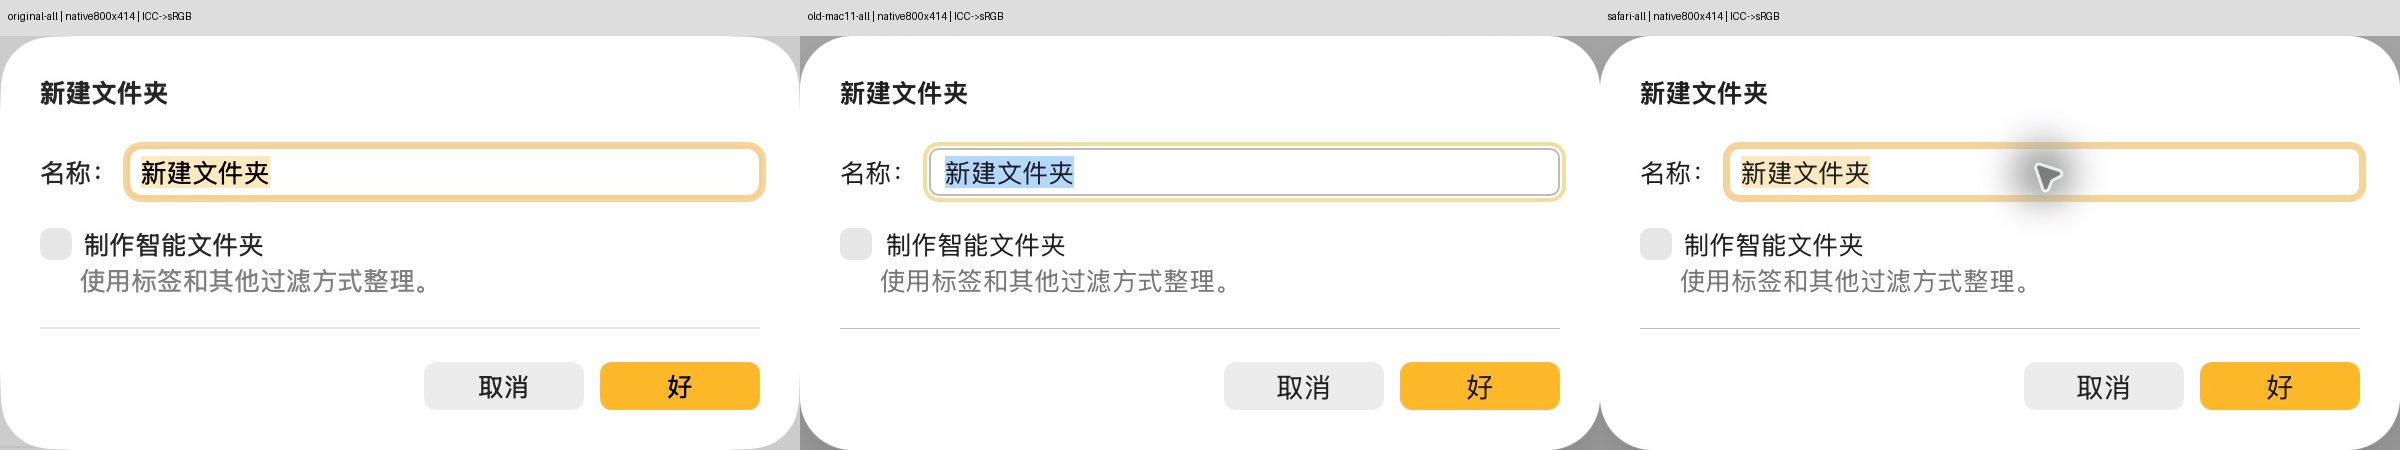 original-all | native800x414 | ICC->sRGB
新建文件夹
名称：
新建文件夹
制作智能文件夹
使用标签和其他过滤方式整理。
取消
好
old-mac11-all | native800x414 | ICC->sRGB
新建文件夹
名称：
新建文件夹
制作智能文件夹
使用标签和其他过滤方式整理。
取消
好
safari-all | native800x414 | ICC->sRGB
新建文件夹
名称：
新建文件夹
制作智能文件夹
使用标签和其他过滤方式整理。
取消
好